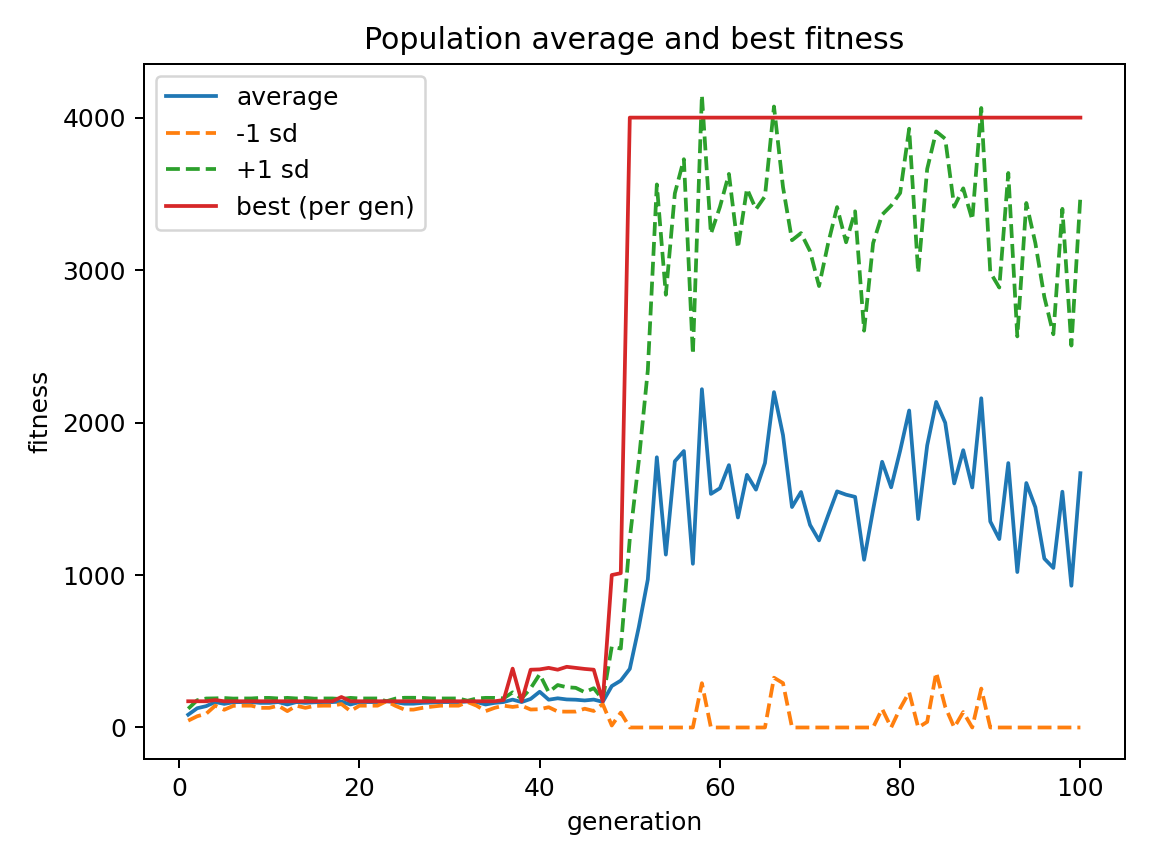 Population average and best fitness
average
-1 sd
+1 sd
best (per gen)
4000
3000
2000
1000
0
fitness
0 20 40 60 80 100
generation